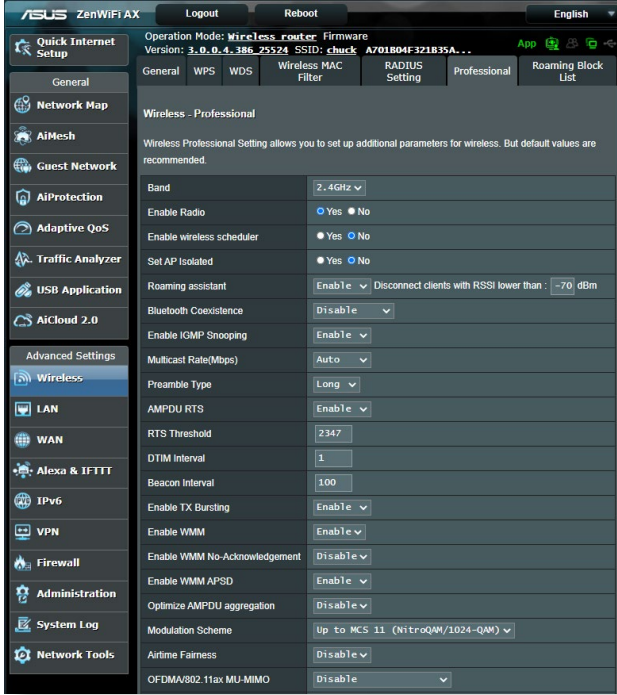 ASUS ZenWiFi AX Logout Reboot English
Quick Internet Setup
Operation Mode: Wireless router Firmware
Version: 3.0.0.4.386_25524 SSID: chuck A701B04F321B35A...
App
General WPS WDS Wireless MAC Filter RADIUS Setting Professional Roaming Block List
General
Network Map
AiMesh
Guest Network
AiProtection
Adaptive QoS
Traffic Analyzer
USB Application
AiCloud 2.0
Advanced Settings
Wireless
LAN
WAN
Alexa & IFTTT
IPv6
VPN
Firewall
Administration
System Log
Network Tools
Wireless - Professional
Wireless Professional Setting allows you to set up additional parameters for wireless. But default values are
recommended.
Band 2.4GHz
Enable Radio Yes No
Enable wireless scheduler Yes No
Set AP Isolated Yes No
Roaming assistant Enable Disconnect clients with RSSI lower than : -70 dBm
Bluetooth Coexistence Disable
Enable IGMP Snooping Enable
Multicast Rate(Mbps) Auto
Preamble Type Long
AMPDU RTS Enable
RTS Threshold 2347
DTIM Interval 1
Beacon Interval 100
Enable TX Bursting Enable
Enable WMM Enable
Enable WMM No-Acknowledgement Disable
Enable WMM APSD Enable
Optimize AMPDU aggregation Disable
Modulation Scheme Up to MCS 11 (NitroQAM/1024-QAM)
Airtime Fairness Disable
OFDMA/802.11ax MU-MIMO Disable